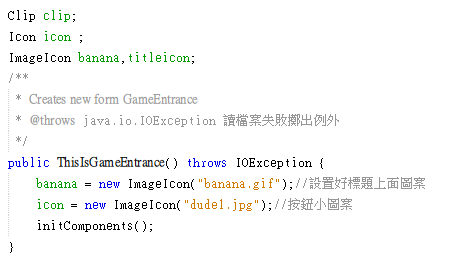 Clip clip;
Icon icon ;
ImageIcon banana,titleicon;
/**
* Creates new form GameEntrance
* @throws java.io.IOException 讀檔案失敗擲出例外
*/
public ThisIsGameEntrance() throws IOException {
banana = new ImageIcon("banana.gif");//設置好標題上面圖案
icon = new ImageIcon("dude1.jpg");//按鈕小圖案
initComponents();
}